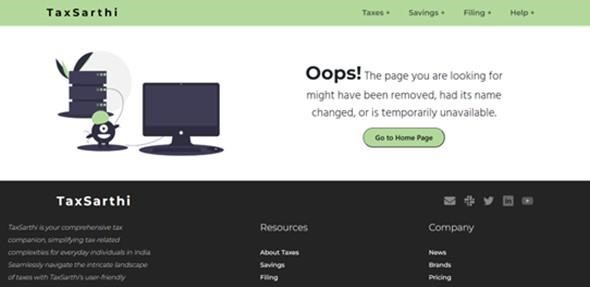 TaxSarthi
Taxes +
Savings +
Filing +
Help +
Oops! The page you are looking for
might have been removed, had its name
changed, or is temporarily unavailable.
Go to Home Page
TaxSarthi
TaxSarthi is your comprehensive tax
companion, simplifying tax related
complexities for everyday individuals in India.
Seamlessly navigate the intricate landscape
of taxes with TaxSarthi's user-friendly
Resources
About Taxes
Savings
Filing
Company
News
Brands
Pricing